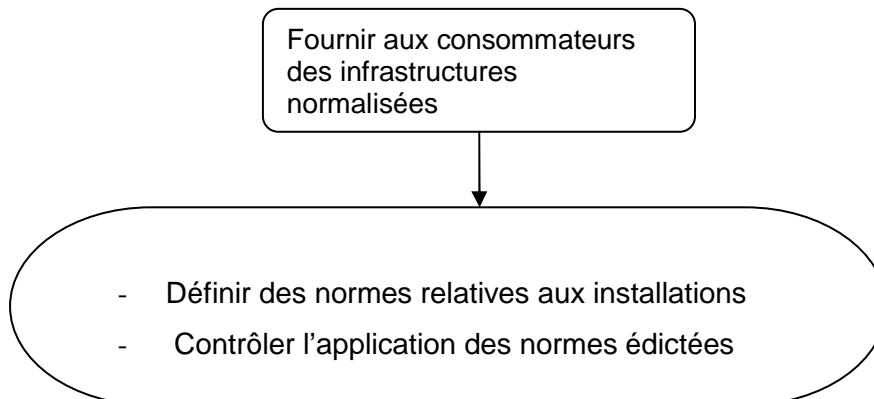 Fournir aux consommateurs
des infrastructures
normalisées
- Définir des normes relatives aux installations
- Contrôler l’application des normes édictées